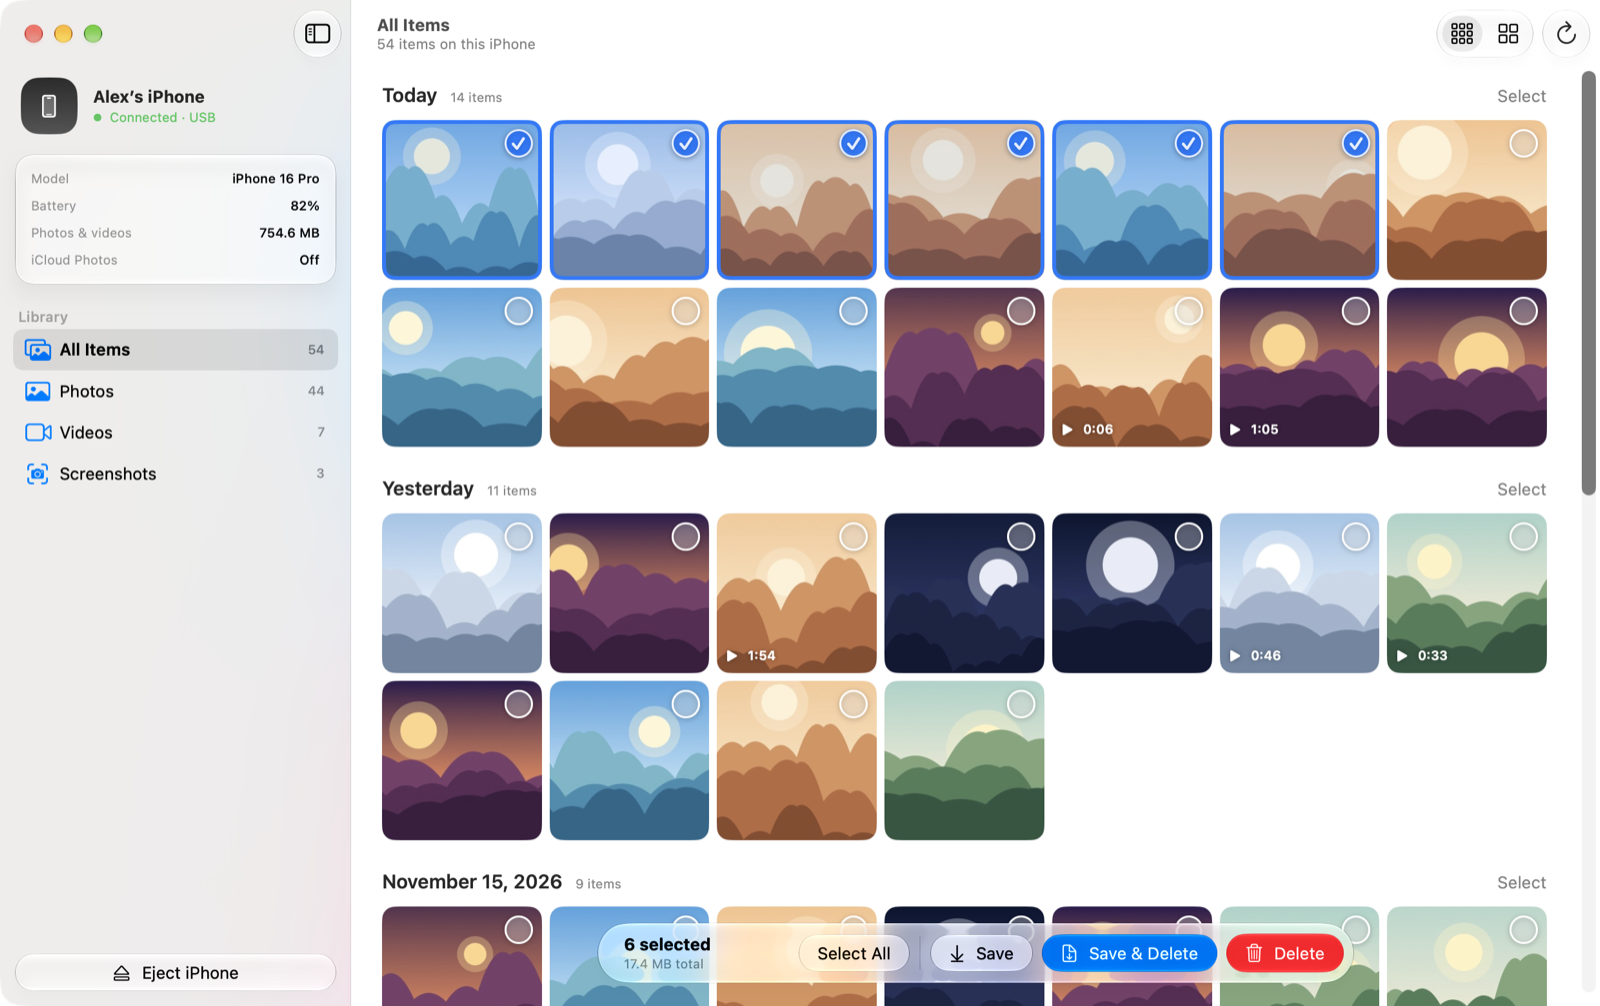 All Items
54 items on this iPhone
Alex’s iPhone
Connected · USB
Model iPhone 16 Pro
Battery 82%
Photos & videos 754.6 MB
iCloud Photos Off
Library
All Items 54
Photos 44
Videos 7
Screenshots 3
Eject iPhone
Today 14 items Select
0:06
1:05
Yesterday 11 items Select
1:54
0:46
0:33
November 15, 2026 9 items Select
6 selected
17.4 MB total
Select All
Save
Save & Delete
Delete